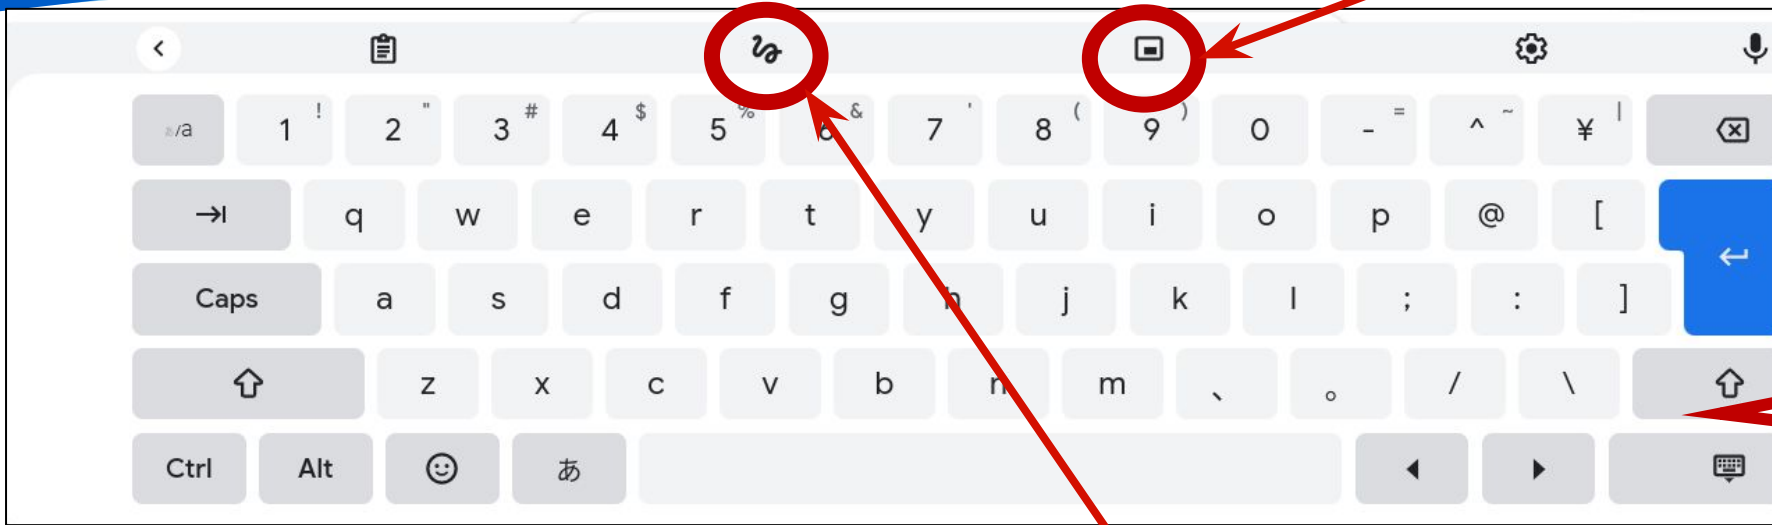 あ/a 1 ! 2 " 3 # 4 $ 5 % 6 & 7 ' 8 ( 9 ) 0 - = ^ ~ ¥ |
q w e r t y u i o p @ [
Caps a s d f g h j k l ; : ]
z x c v b n m 、 。 / \
Ctrl Alt あ